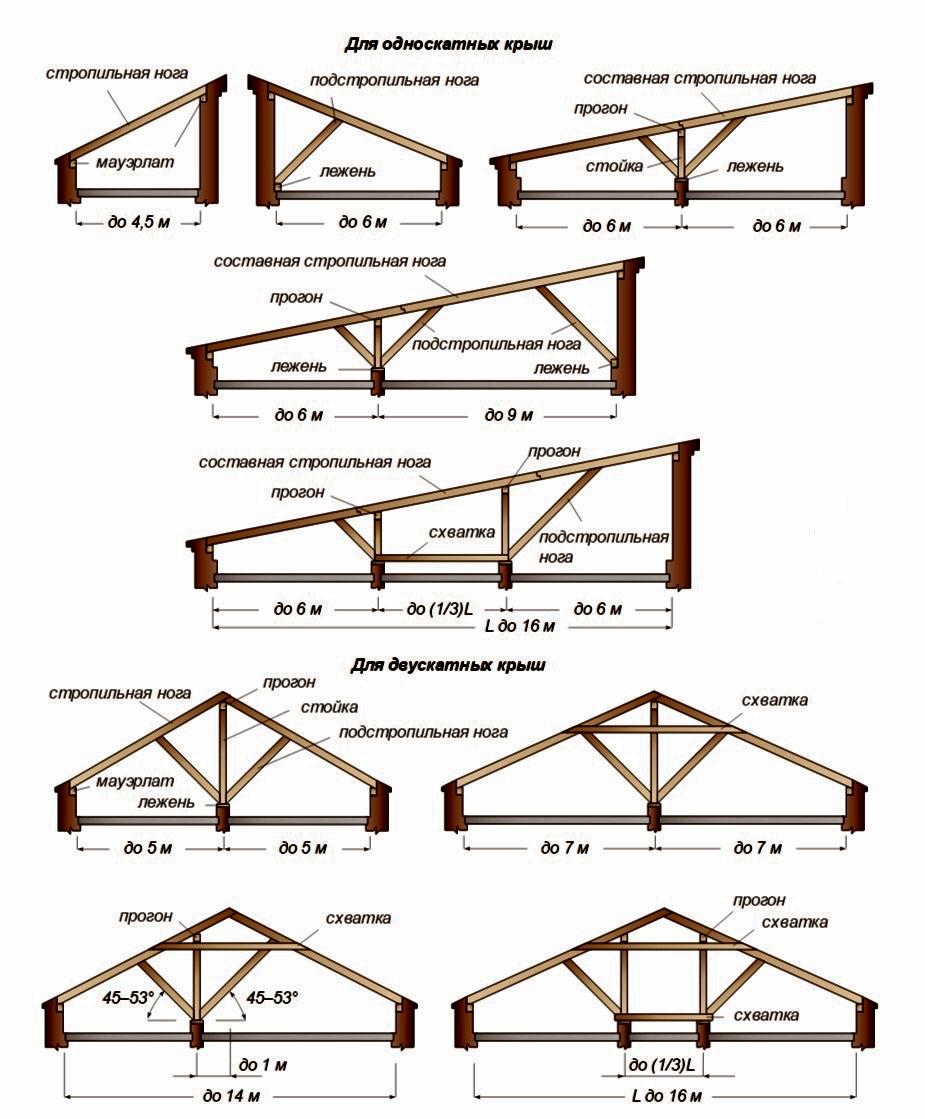 Для односкатных крыш
стропильная нога
мауэрлат
до 4,5 м
подстропильная нога
лежень
до 6 м
составная стропильная нога
прогон
стойка
лежень
до 6 м
до 6 м
составная стропильная нога
прогон
подстропильная нога
лежень
лежень
до 6 м
до 9 м
прогон
составная стропильная нога
прогон
схватка
подстропильная
нога
до 6 м
до (1/3)L
до 6 м
L до 16 м
Для двускатных крыш
стропильная нога
прогон
стойка
подстропильная нога
мауэрлат
лежень
до 5 м
до 5 м
схватка
до 7 м
до 7 м
прогон
схватка
45–53°
45–53°
до 1 м
до 14 м
прогон
схватка
схватка
до (1/3)L
L до 16 м